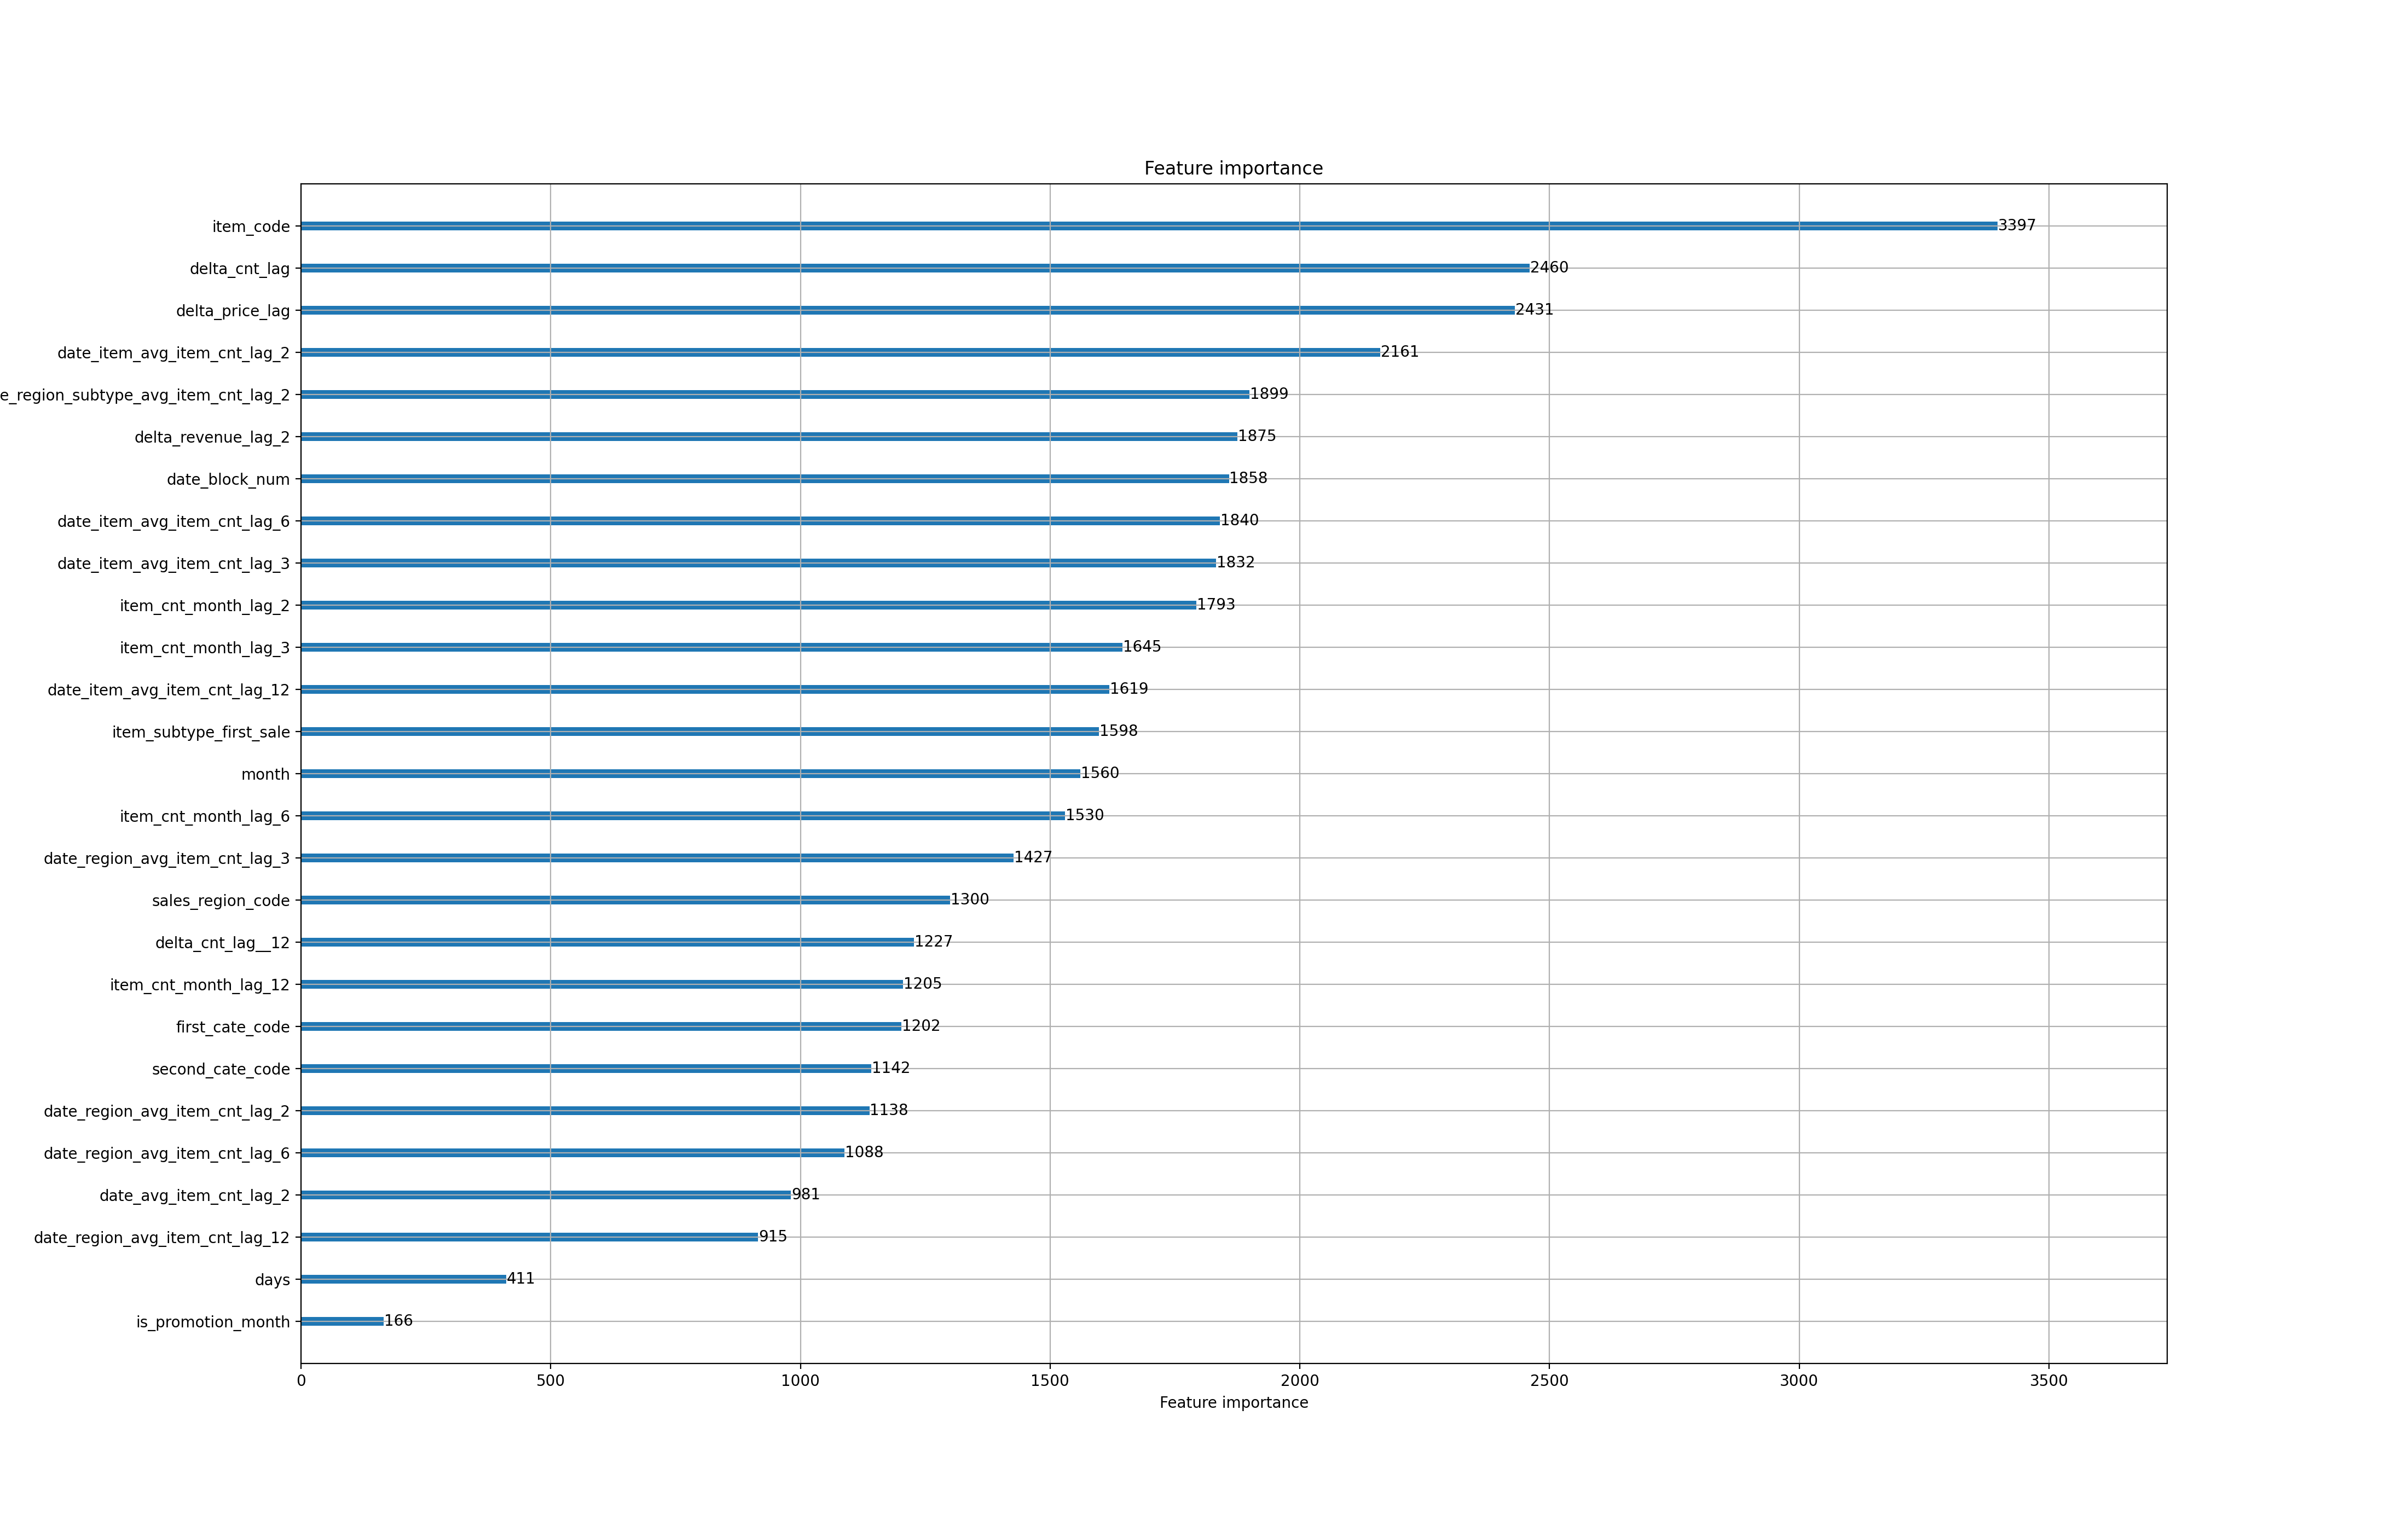 Feature importance
item_code 3397
delta_cnt_lag 2460
delta_price_lag 2431
date_item_avg_item_cnt_lag_2 2161
e_region_subtype_avg_item_cnt_lag_2 1899
delta_revenue_lag_2 1875
date_block_num 1858
date_item_avg_item_cnt_lag_6 1840
date_item_avg_item_cnt_lag_3 1832
item_cnt_month_lag_2 1793
item_cnt_month_lag_3 1645
date_item_avg_item_cnt_lag_12 1619
item_subtype_first_sale 1598
month 1560
item_cnt_month_lag_6 1530
date_region_avg_item_cnt_lag_3 1427
sales_region_code 1300
delta_cnt_lag__12 1227
item_cnt_month_lag_12 1205
first_cate_code 1202
second_cate_code 1142
date_region_avg_item_cnt_lag_2 1138
date_region_avg_item_cnt_lag_6 1088
date_avg_item_cnt_lag_2 981
date_region_avg_item_cnt_lag_12 915
days 411
is_promotion_month 166
0 500 1000 1500 2000 2500 3000 3500
Feature importance